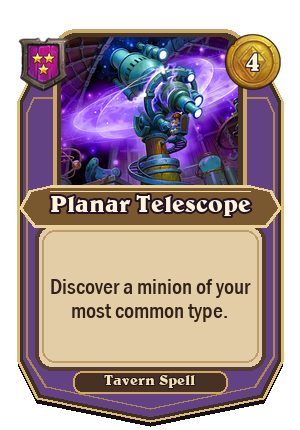 4
Planar Telescope
Discover a minion of your
most common type.
Tavern Spell